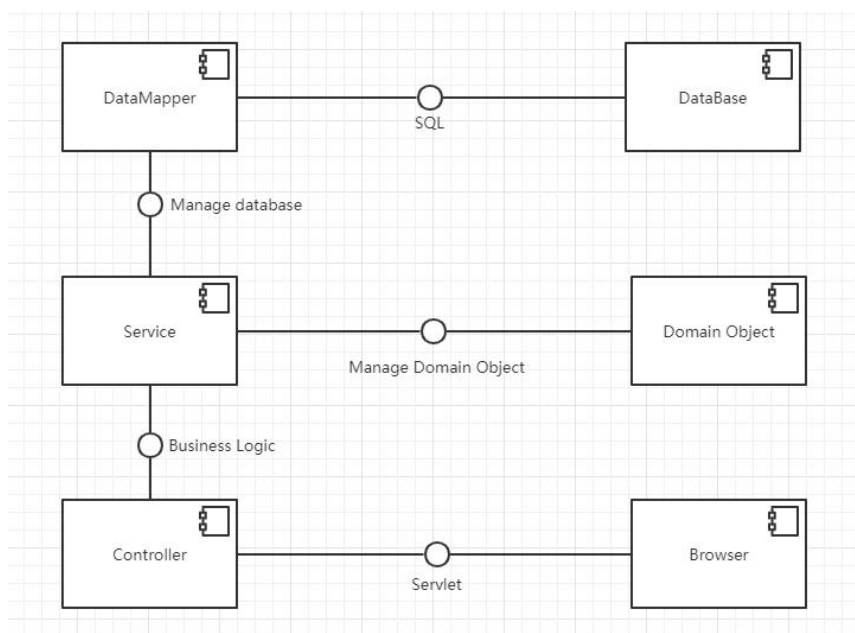 DataMapper
DataBase
SQL
Manage database
Service
Domain Object
Manage Domain Object
Business Logic
Controller
Browser
Servlet